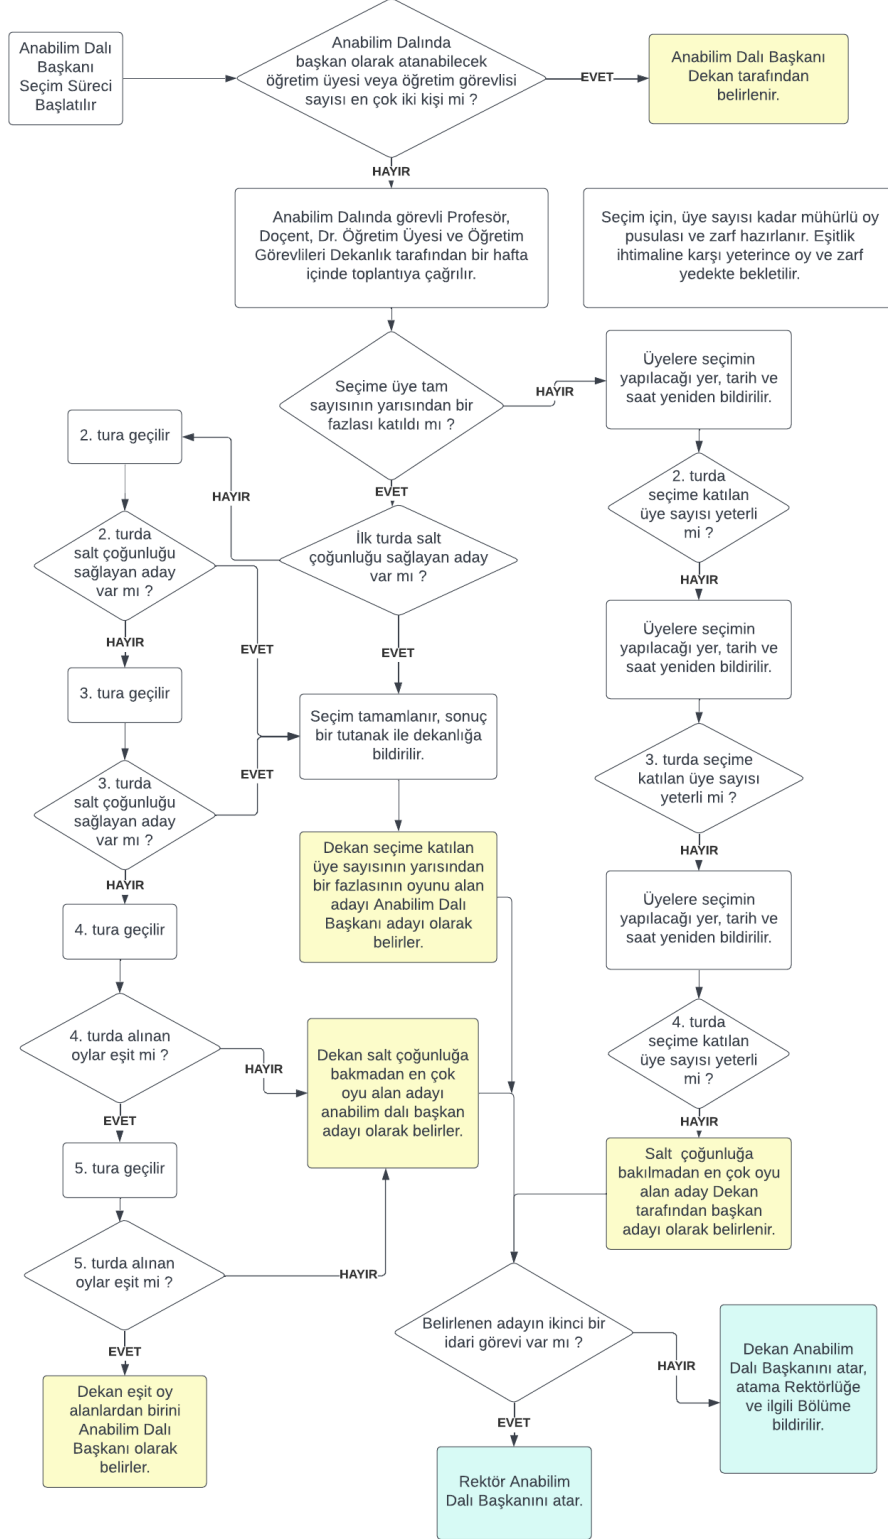 Anabilim Dalı
Başkanı
Seçim Süreci
Başlatılır
Anabilim Dalında
başkan olarak atanabilecek
öğretim üyesi veya öğretim görevlisi
sayısı en çok iki kişi mi ?
EVET
Anabilim Dalı Başkanı
Dekan tarafından
belirlenir.
HAYIR
Anabilim Dalında görevli Profesör,
Doçent, Dr. Öğretim Üyesi ve Öğretim
Görevlileri Dekanlık tarafından bir hafta
içinde toplantıya çağrılır.
Seçim için, üye sayısı kadar mühürlü oy
pusulası ve zarf hazırlanır. Eşitlik
ihtimaline karşı yeterince oy ve zarf
yedekte bekletilir.
Seçime üye tam
sayısının yarısından bir
fazlası katıldı mı ?
HAYIR
Üyelere seçimin
yapılacağı yer, tarih ve
saat yeniden bildirilir.
EVET
2. tura geçilir
HAYIR
İlk turda salt
çoğunluğu sağlayan aday
var mı ?
2. turda
seçime katılan
üye sayısı yeterli
mi ?
2. turda
salt çoğunluğu
sağlayan aday
var mı ?
HAYIR
EVET
EVET
HAYIR
Üyelere seçimin
yapılacağı yer, tarih ve
saat yeniden bildirilir.
3. tura geçilir
Seçim tamamlanır, sonuç
bir tutanak ile dekanlığa
bildirilir.
EVET
3. turda
salt çoğunluğu
sağlayan aday
var mı ?
3. turda seçime
katılan üye sayısı
yeterli mi ?
HAYIR
HAYIR
Dekan seçime katılan
üye sayısının yarısından
bir fazlasının oyunu alan
adayı Anabilim Dalı
Başkanı adayı olarak
belirler.
4. tura geçilir
Üyelere seçimin
yapılacağı yer, tarih ve
saat yeniden bildirilir.
4. turda alınan
oylar eşit mi ?
HAYIR
Dekan salt çoğunluğa
bakmadan en çok
oyu alan adayı
anabilim dalı başkan
adayı olarak belirler.
4. turda
seçime katılan
üye sayısı yeterli
mi ?
EVET
HAYIR
5. tura geçilir
Salt  çoğunluğa
bakılmadan en çok oyu
alan aday Dekan
tarafından başkan
adayı olarak belirlenir.
5. turda alınan
oylar eşit mi ?
HAYIR
EVET
Dekan eşit oy
alanlardan birini
Anabilim Dalı
Başkanı olarak
belirler.
Belirlenen adayın ikinci bir
idari görevi var mı ?
HAYIR
Dekan Anabilim
Dalı Başkanını atar,
atama Rektörlüğe
ve ilgili Bölüme
bildirilir.
EVET
Rektör Anabilim
Dalı Başkanını atar.